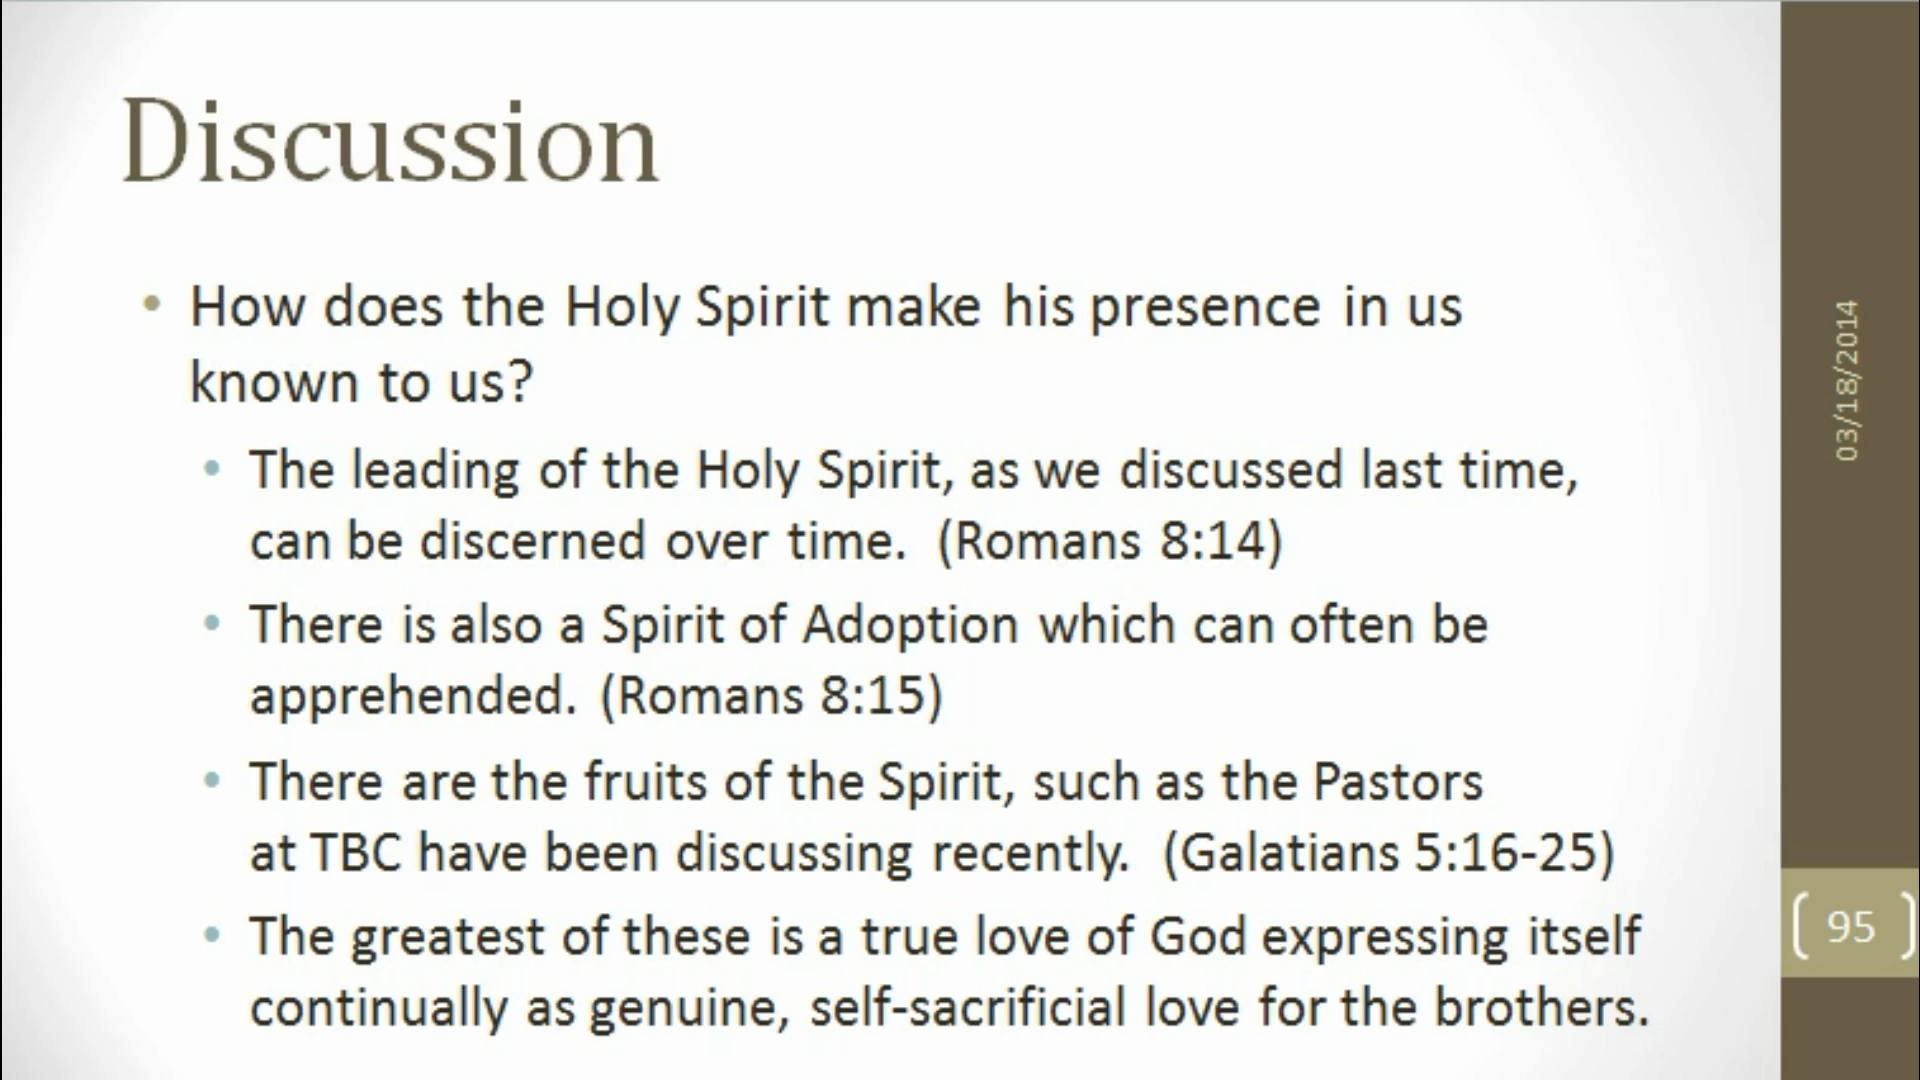 Discussion
• How does the Holy Spirit make his presence in us
known to us?
• The leading of the Holy Spirit, as we discussed last time,
can be discerned over time.  (Romans 8:14)
• There is also a Spirit of Adoption which can often be
apprehended.  (Romans 8:15)
• There are the fruits of the Spirit, such as the Pastors
at TBC have been discussing recently.  (Galatians 5:16-25)
• The greatest of these is a true love of God expressing itself
continually as genuine, self-sacrificial love for the brothers.
03/18/2014
95